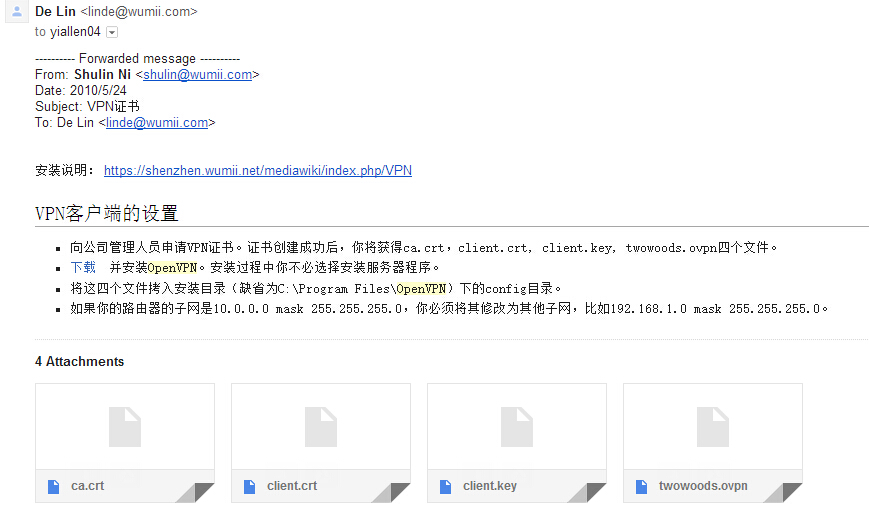 De Lin <linde@wumii.com>
to yiallen04
---------- Forwarded message ----------
From: Shulin Ni <shulin@wumii.com>
Date: 2010/5/24
Subject: VPN证书
To: De Lin <linde@wumii.com>
安装说明： https://shenzhen.wumii.net/mediawiki/index.php/VPN
VPN客户端的设置
向公司管理人员申请VPN证书。证书创建成功后，你将获得ca.crt，client.crt, client.key, twowoods.ovpn四个文件。
下载 并安装OpenVPN。安装过程中你不必选择安装服务器程序。
将这四个文件拷入安装目录（缺省为C:\Program Files\OpenVPN）下的config目录。
如果你的路由器的子网是10.0.0.0 mask 255.255.255.0，你必须将其修改为其他子网，比如192.168.1.0 mask 255.255.255.0。
4 Attachments
ca.crt client.crt client.key twowoods.ovpn